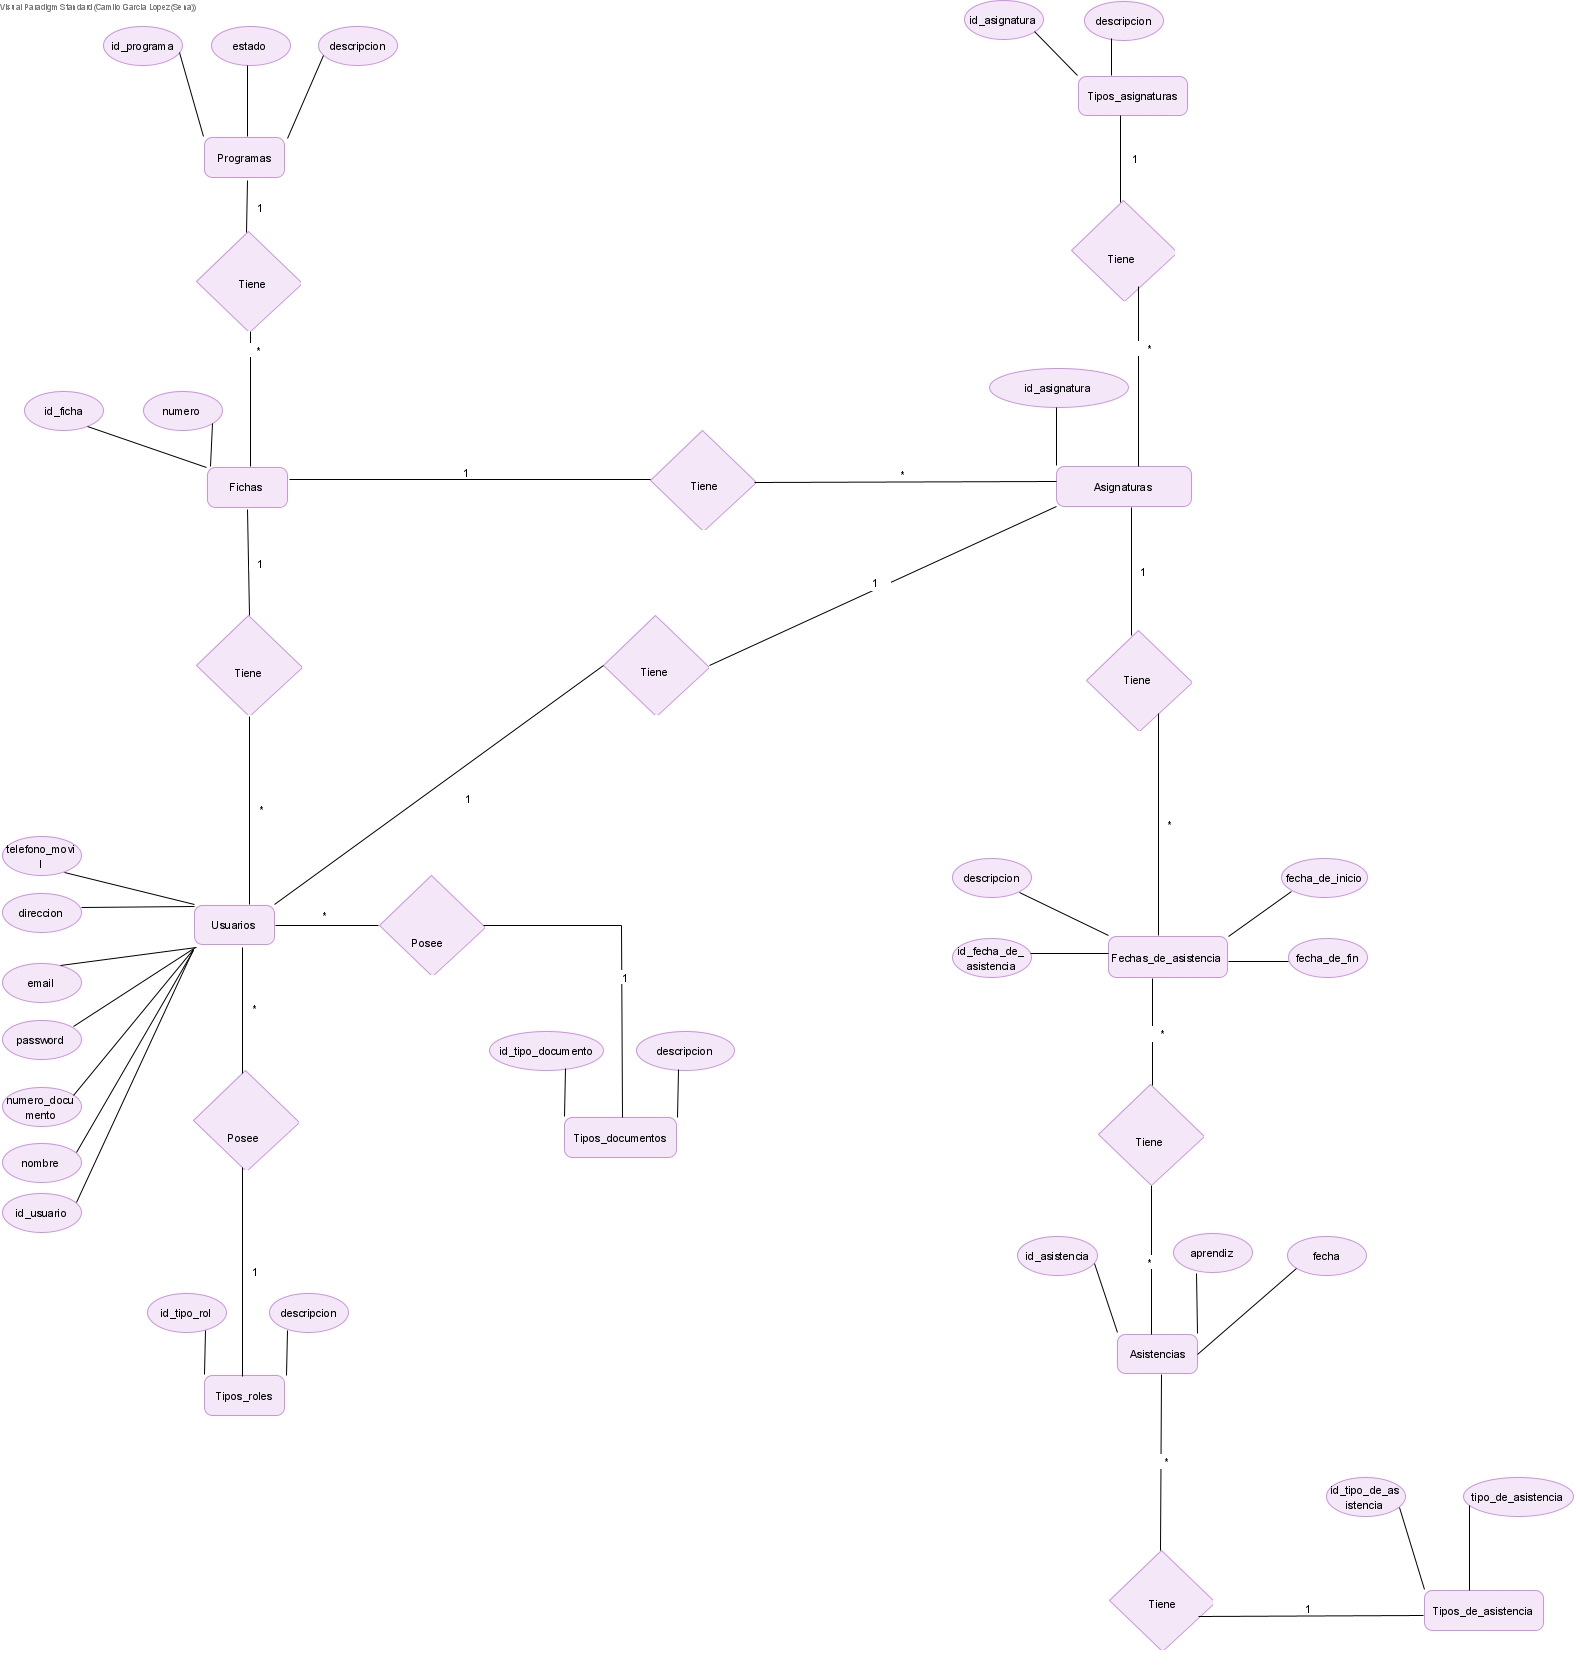 Visual Paradigm Standard (Camilo Garcia Lopez(Sena))
id_asignatura
descripcion
id_programa
estado
descripcion
Tipos_asignaturas
Programas
1
1
Tiene
Tiene
*
*
id_asignatura
id_ficha
numero
Fichas
1
Tiene
*
Asignaturas
1
1
1
Tiene
Tiene
Tiene
1
*
*
telefono_movi
l
descripcion
fecha_de_inicio
direccion
Usuarios
*
Posee
id_fecha_de_
asistencia
Fechas_de_asistencia
fecha_de_fin
email
1
*
*
password
id_tipo_documento
descripcion
numero_docu
mento
Posee
Tipos_documentos
Tiene
nombre
id_usuario
1
*
id_asistencia
aprendiz
fecha
id_tipo_rol
descripcion
Asistencias
Tipos_roles
*
id_tipo_de_as
istencia
tipo_de_asistencia
Tiene
1
Tipos_de_asistencia